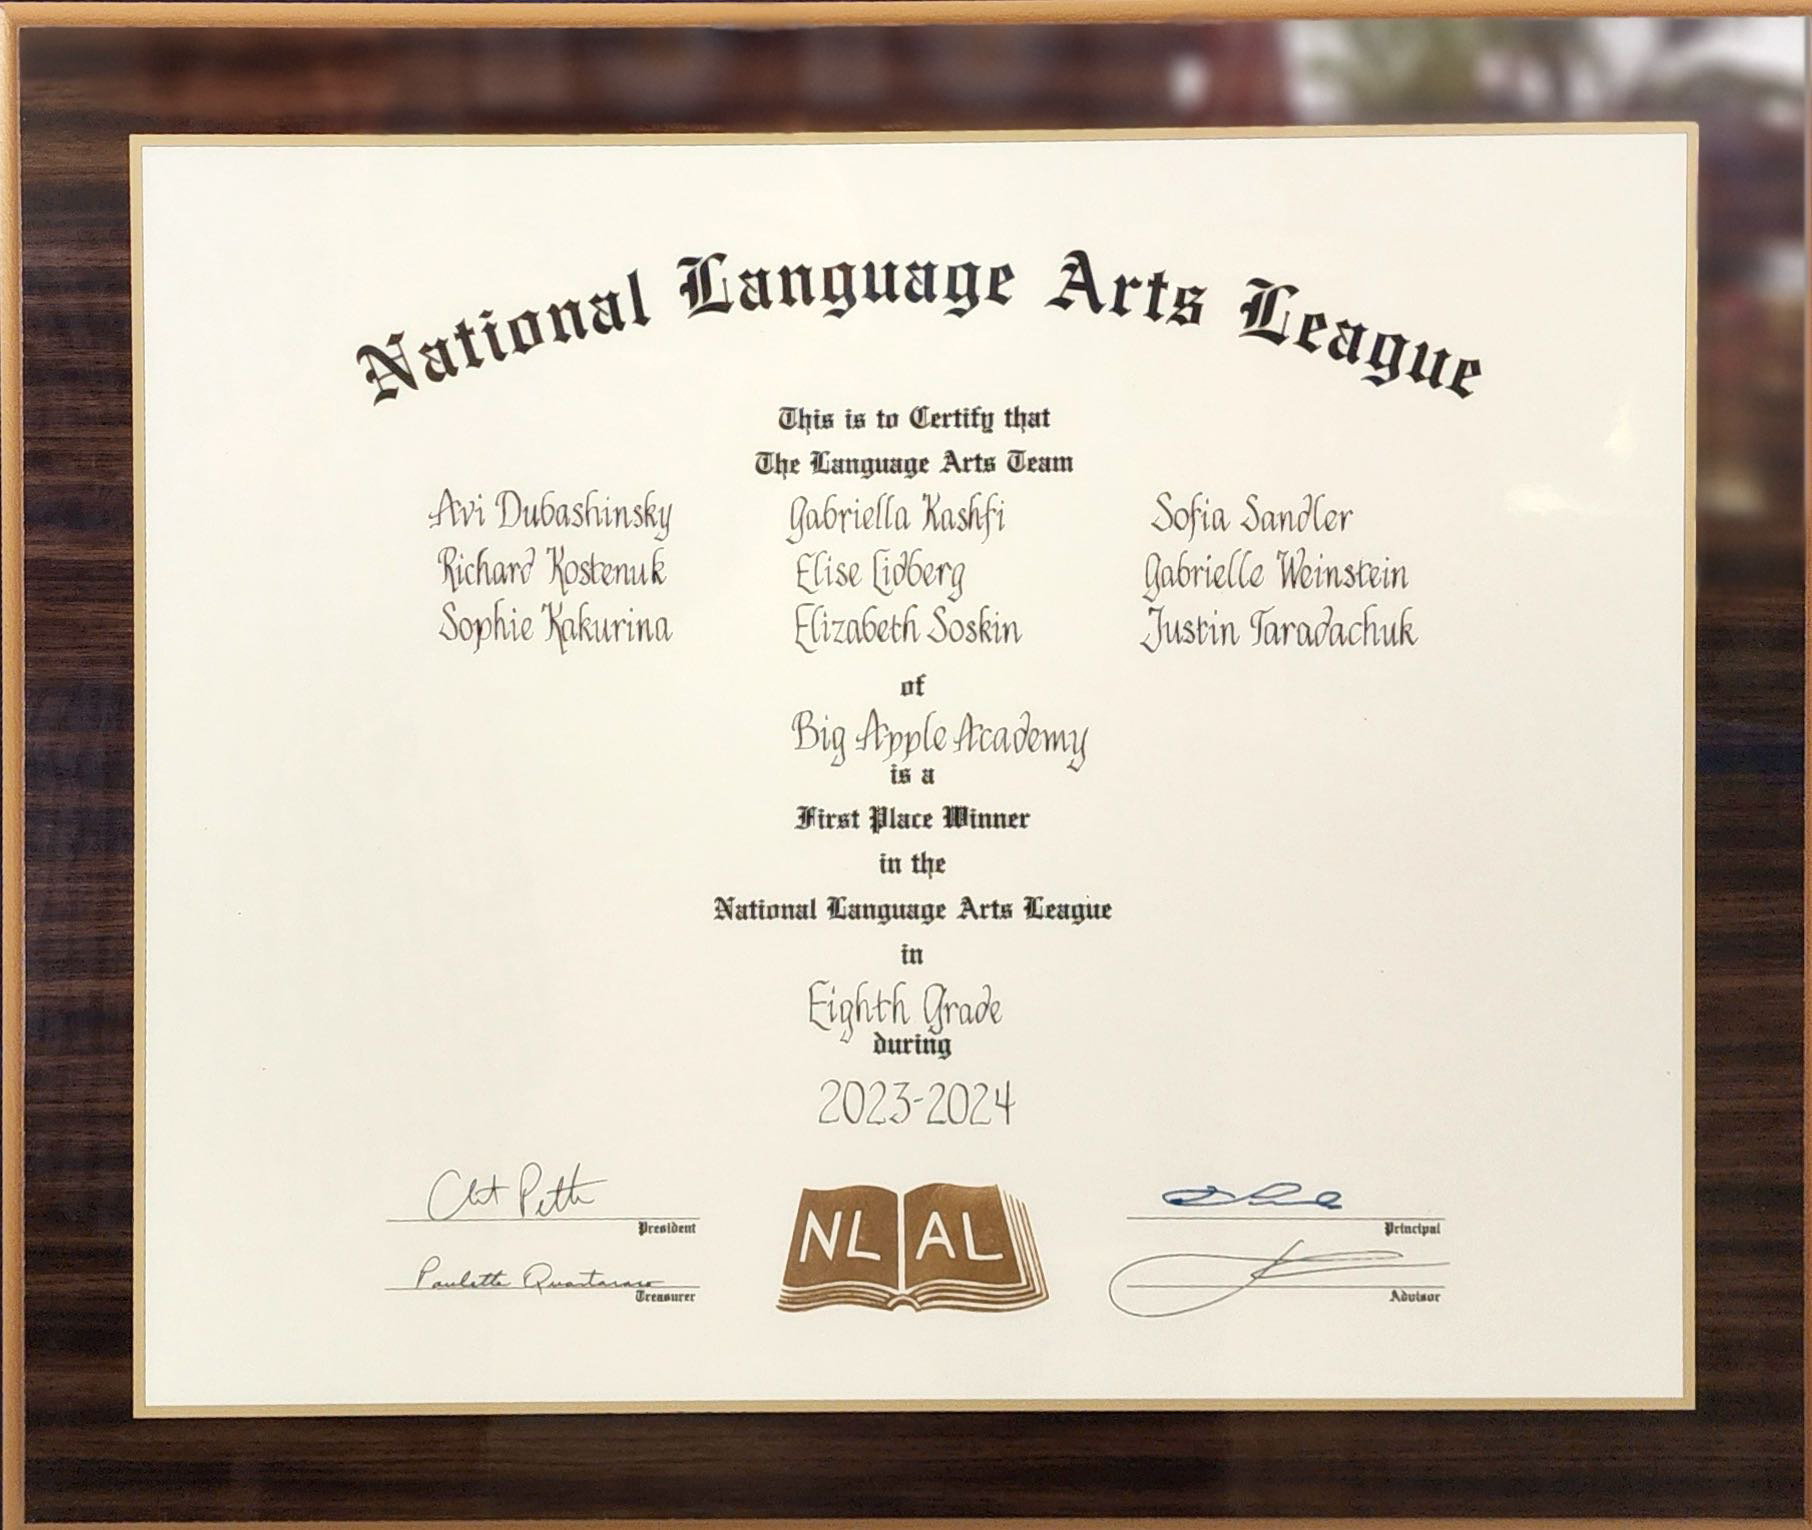 National Language Arts League
This is to Certify that
The Language Arts Team
Avi Dubashinsky Gabriella Kashfi Sofia Sandler
Richard Kostenuk Elise Lidberg Gabrielle Weinstein
Sophie Kakurina Elizabeth Soskin Justin Taradachuk
of
Big Apple Academy
is a
First Place Winner
in the
National Language Arts League
in
Eighth Grade
during
2023-2024
President
Paulette Quartararo
Treasurer
NL AL
Principal
Advisor